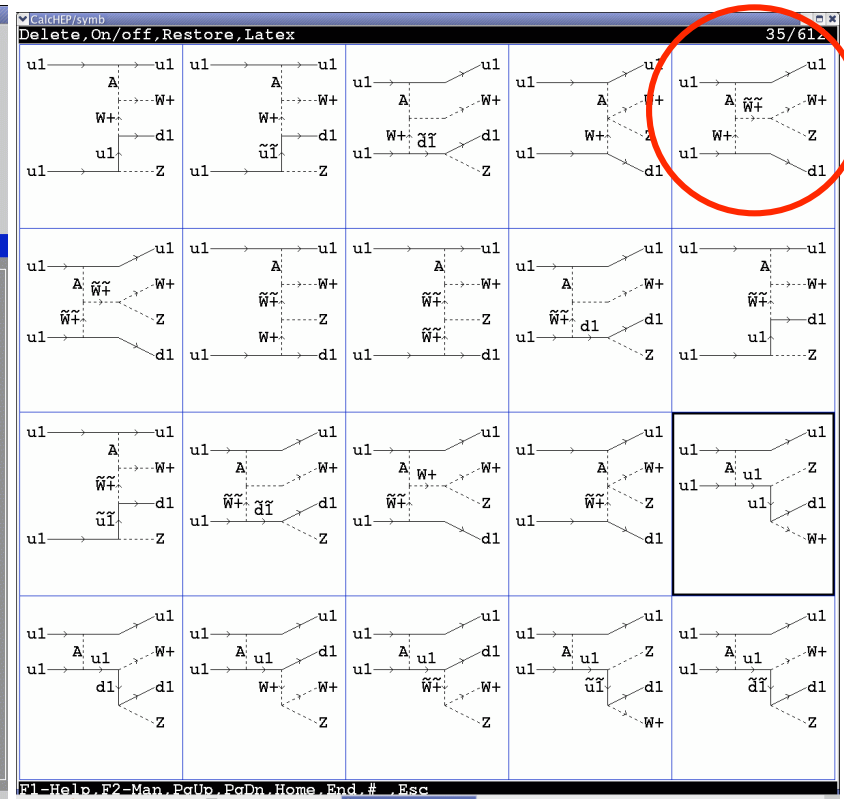 CalcHEP/symb
Delete,On/off,Restore,Latex 35/612
u1 u1
A
W+
W+
d1
u1
u1 Z
u1 u1
A
W+
W+
d1
ũ1̃
u1 Z
u1
u1
A W+
W+ d̃1̃ d1
u1
Z
u1
u1
A W+
W+ Z
u1
d1
u1
u1
A W̃+̃ W+
W+ Z
u1
d1
u1
u1
A W̃+̃ W+
W̃+̃ Z
u1
d1
u1 u1
A
W+
W̃+̃
Z
W+
u1 d1
u1 u1
A
W+
W̃+̃
Z
W̃+̃
u1 d1
u1
u1
A W+
W̃+̃ d1 d1
u1
Z
u1 u1
A
W+
W̃+̃
d1
u1
u1 Z
u1 u1
A
W+
W̃+̃
d1
ũ1̃
u1 Z
u1
u1
A W+
W̃+̃ d̃1̃ d1
u1
Z
u1
u1
A W+ W+
W̃+̃ Z
u1
d1
u1
u1
A W+
W̃+̃ Z
u1
d1
u1
u1
A u1 Z
u1
u1 d1
W+
u1
u1
A u1 W+
u1
d1 d1
Z
u1
u1
A u1 d1
u1
W+ W+
Z
u1
u1
A u1 d1
u1
W̃+̃ W+
Z
u1
u1
A u1 Z
u1
ũ1̃ d1
W+
u1
u1
A u1 W+
u1
d̃1̃ d1
Z
F1-Help,F2-Man,PgUp,PgDn,Home,End,# ,Esc